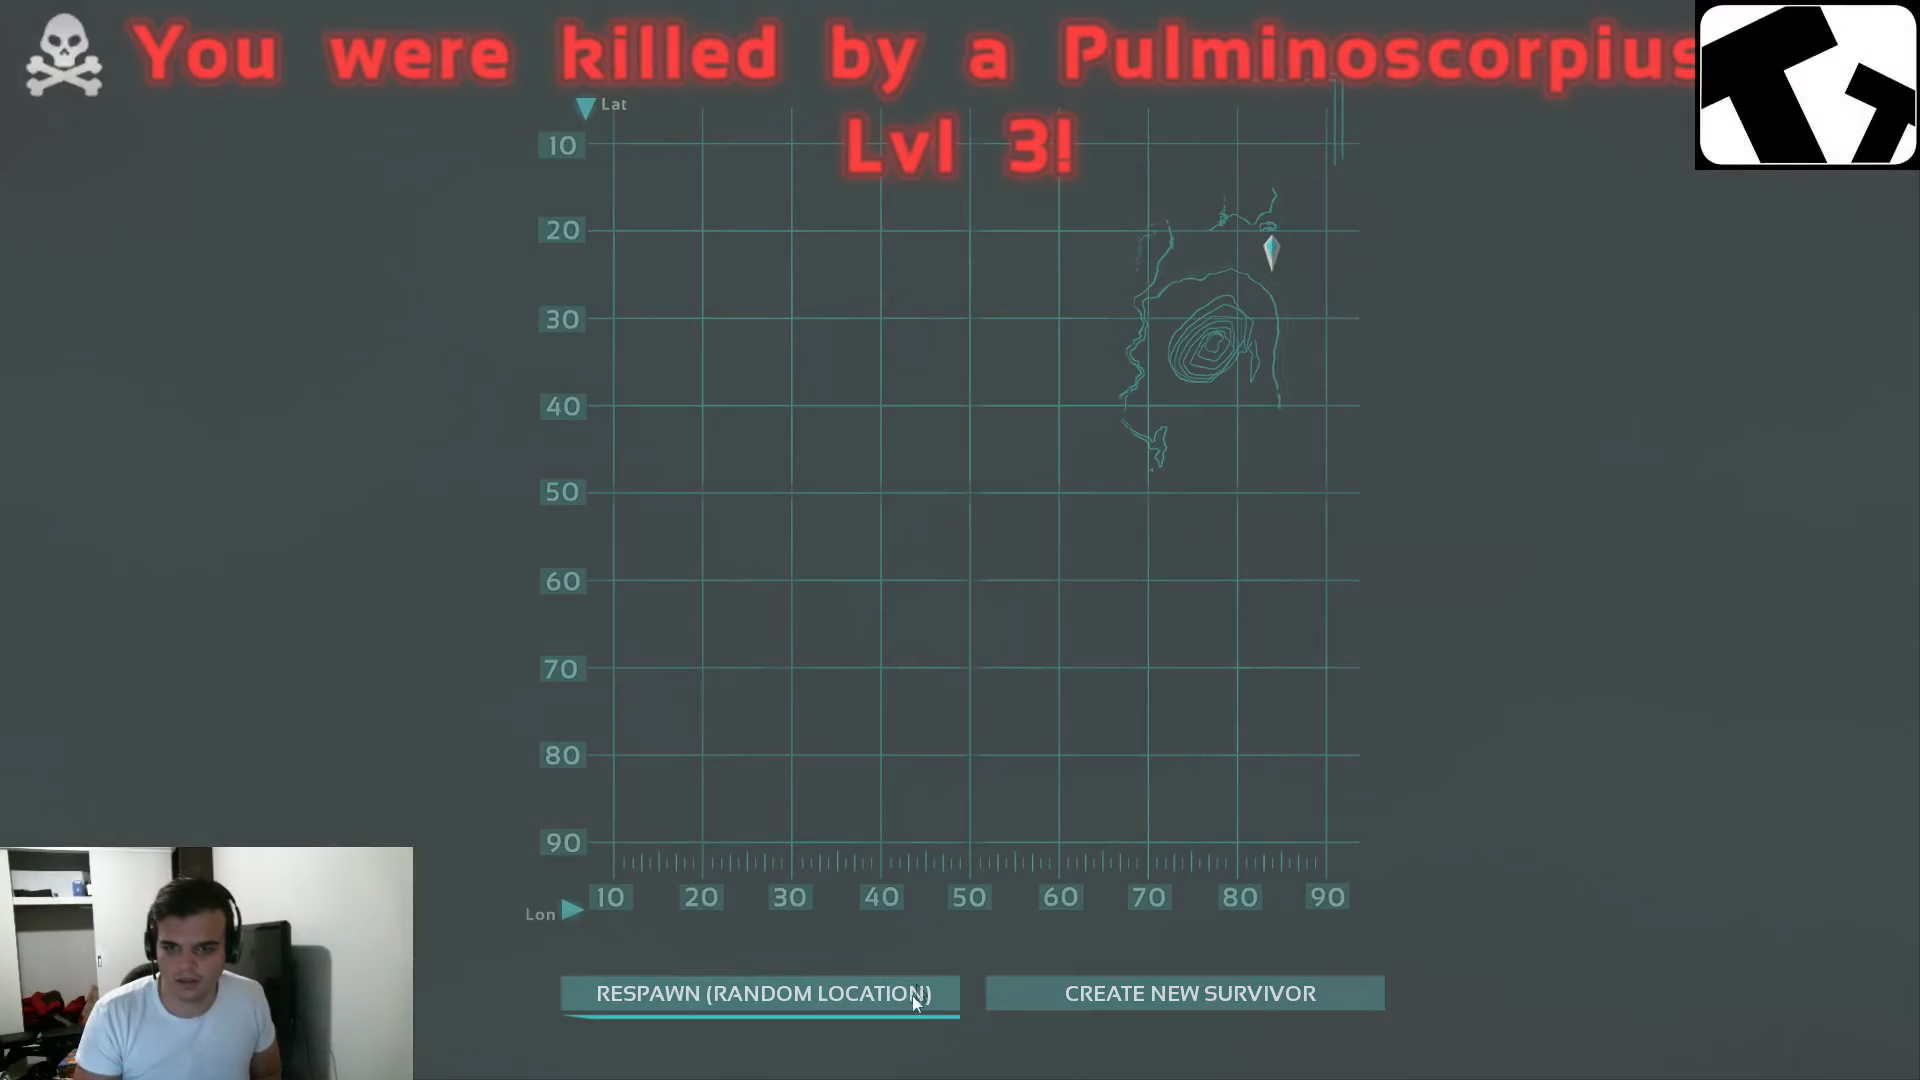 You were killed by a Pulminoscorpius
Lvl 3!
Lat
10
20
30
40
50
60
70
80
90
10 20 30 40 50 60 70 80 90
Lon
RESPAWN (RANDOM LOCATION)
CREATE NEW SURVIVOR